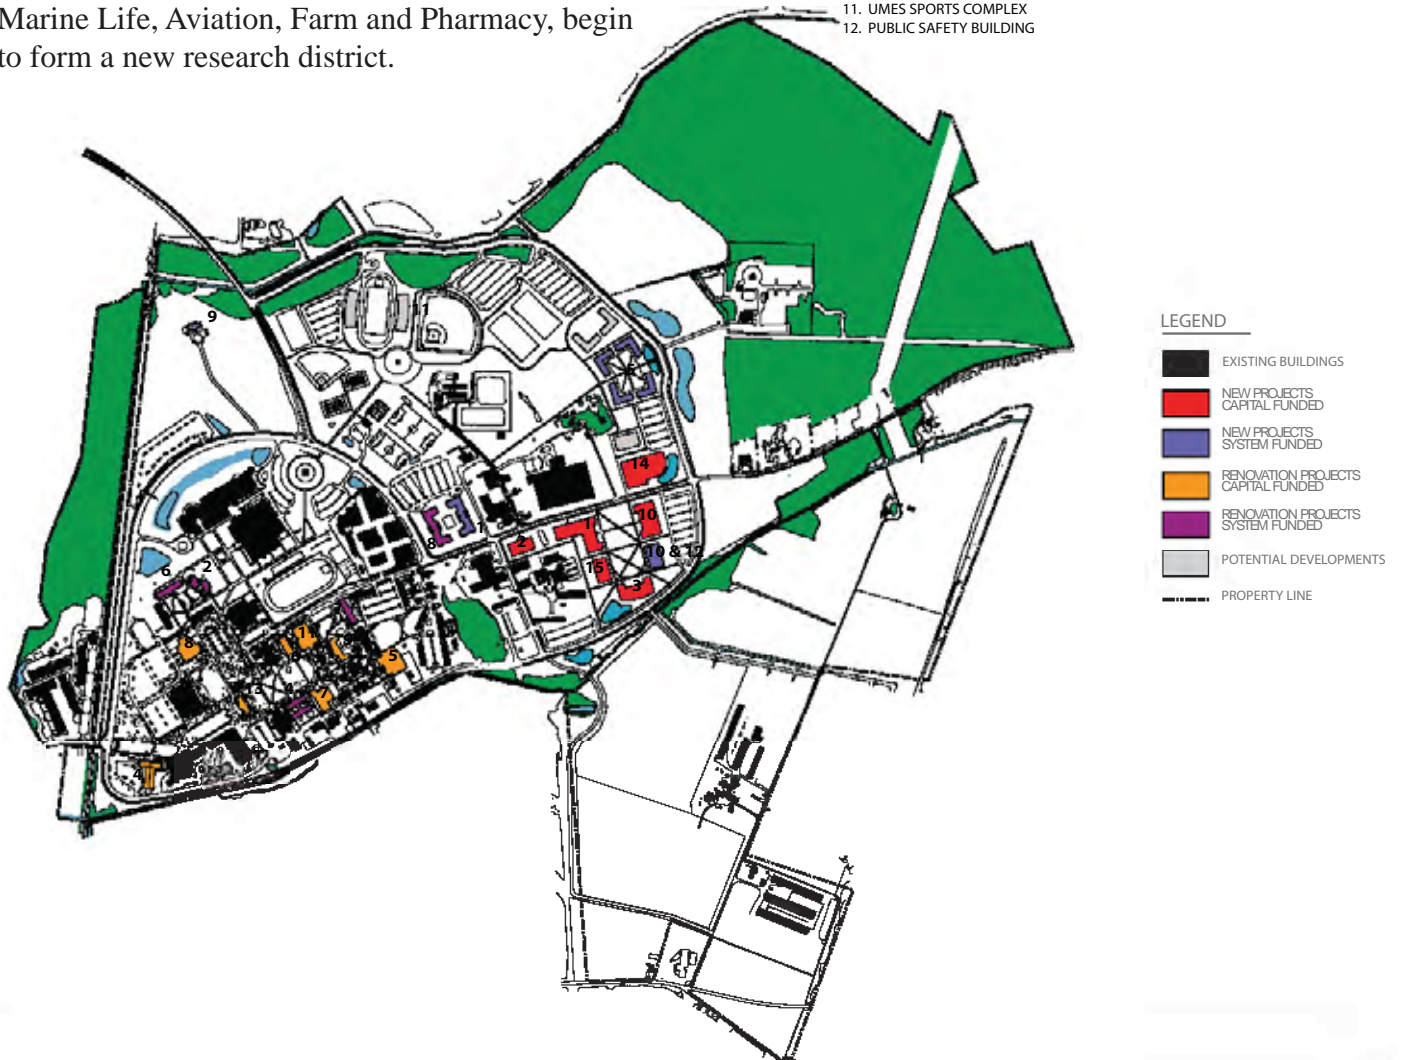 Marine Life, Aviation, Farm and Pharmacy, begin
to form a new research district.
11. UMES SPORTS COMPLEX
12. PUBLIC SAFETY BUILDING
9
11
14
10
1
1
8
2
10 & 12
15
3
2
6
8
11
5
13
4
7
4
LEGEND
EXISTING BUILDINGS
NEW PROJECTS
CAPITAL FUNDED
NEW PROJECTS
SYSTEM FUNDED
RENOVATION PROJECTS
CAPITAL FUNDED
RENOVATION PROJECTS
SYSTEM FUNDED
POTENTIAL DEVELOPMENTS
PROPERTY LINE